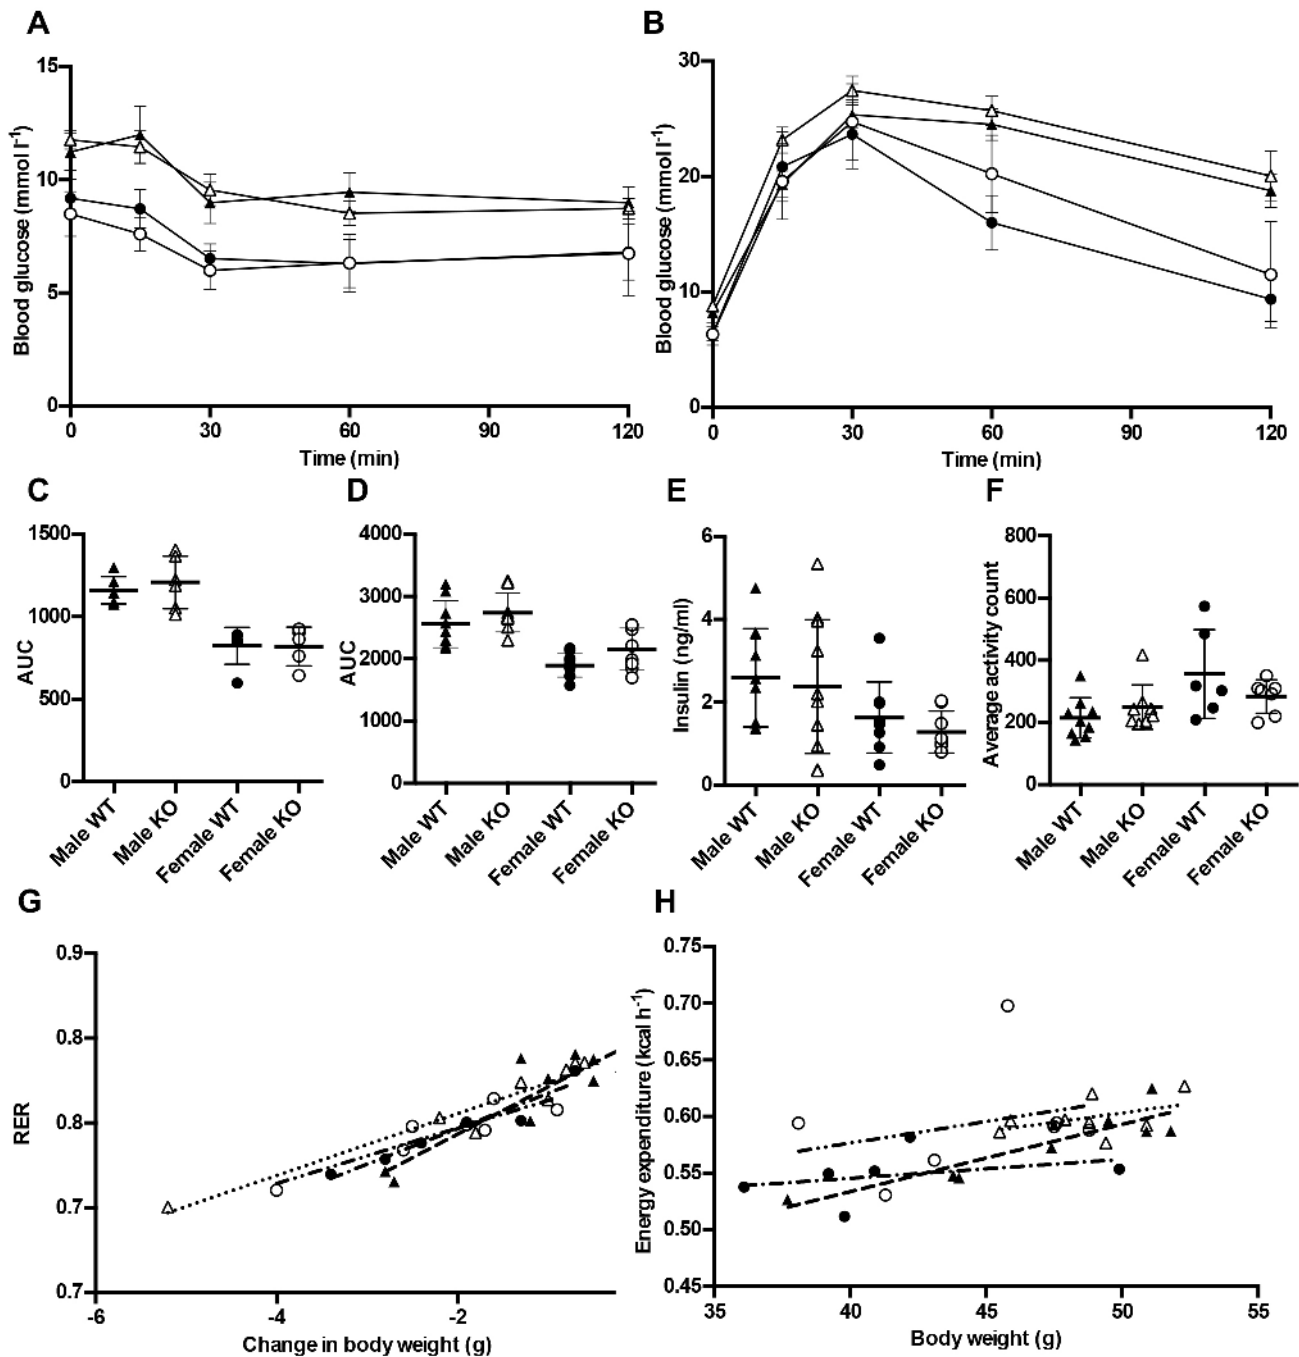 A
B
15
10
5
0
Blood glucose (mmol l-1)
0 30 60 90 120
Time (min)
30
20
10
0
Blood glucose (mmol l-1)
0 30 60 90 120
Time (min)
C
D
E
F
1500
1000
500
0
AUC
Male WT
Male KO
Female WT
Female KO
4000
3000
2000
1000
0
AUC
Male WT
Male KO
Female WT
Female KO
6
4
2
0
Insulin (ng/ml)
Male WT
Male KO
Female WT
Female KO
800
600
400
200
0
Average activity count
Male WT
Male KO
Female WT
Female KO
G
H
0.9
0.8
0.8
0.7
0.7
RER
-6 -4 -2
Change in body weight (g)
0.75
0.70
0.65
0.60
0.55
0.50
0.45
Energy expenditure (kcal h-1)
35 40 45 50 55
Body weight (g)